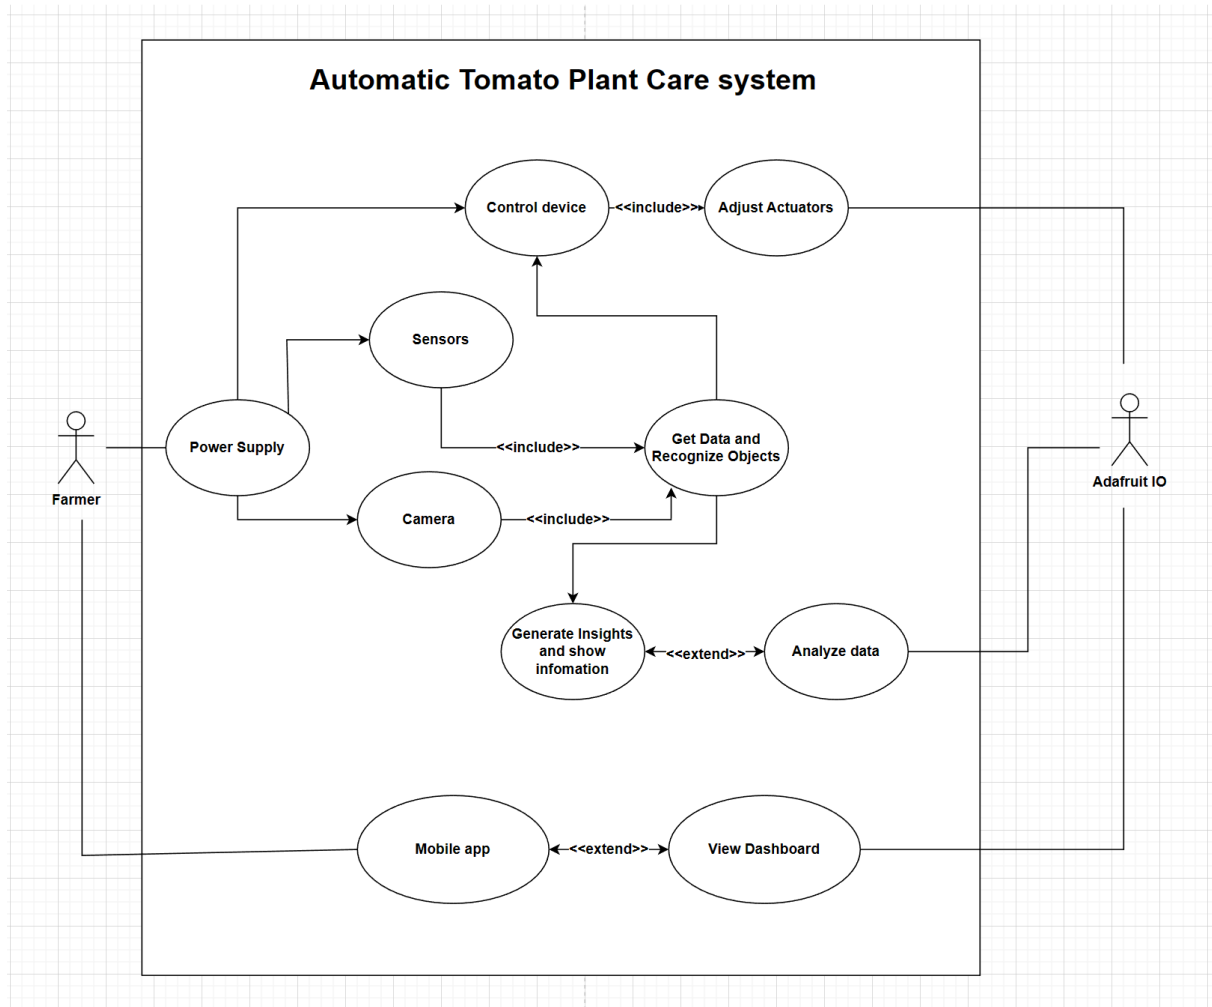 Automatic Tomato Plant Care system
Control device
<<include>>
Adjust Actuators
Sensors
Power Supply
<<include>>
Get Data and
Recognize Objects
Farmer
Adafruit IO
Camera
<<include>>
Generate Insights
and show
infomation
<<extend>>
Analyze data
Mobile app
<<extend>>
View Dashboard